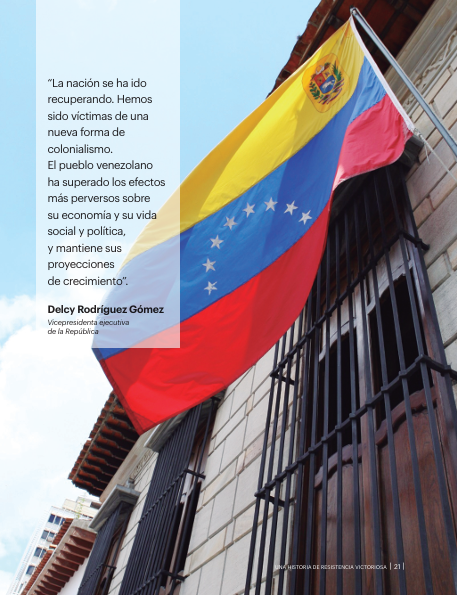 “La nación se ha ido
recuperando. Hemos
sido víctimas de una
nueva forma de
colonialismo.
El pueblo venezolano
ha superado los efectos
más perversos sobre
su economía y su vida
social y política,
y mantiene sus
proyecciones
de crecimiento”.
Delcy Rodríguez Gómez
Vicepresidenta ejecutiva
de la República
UNA HISTORIA DE RESISTENCIA VICTORIOSA | 21 |